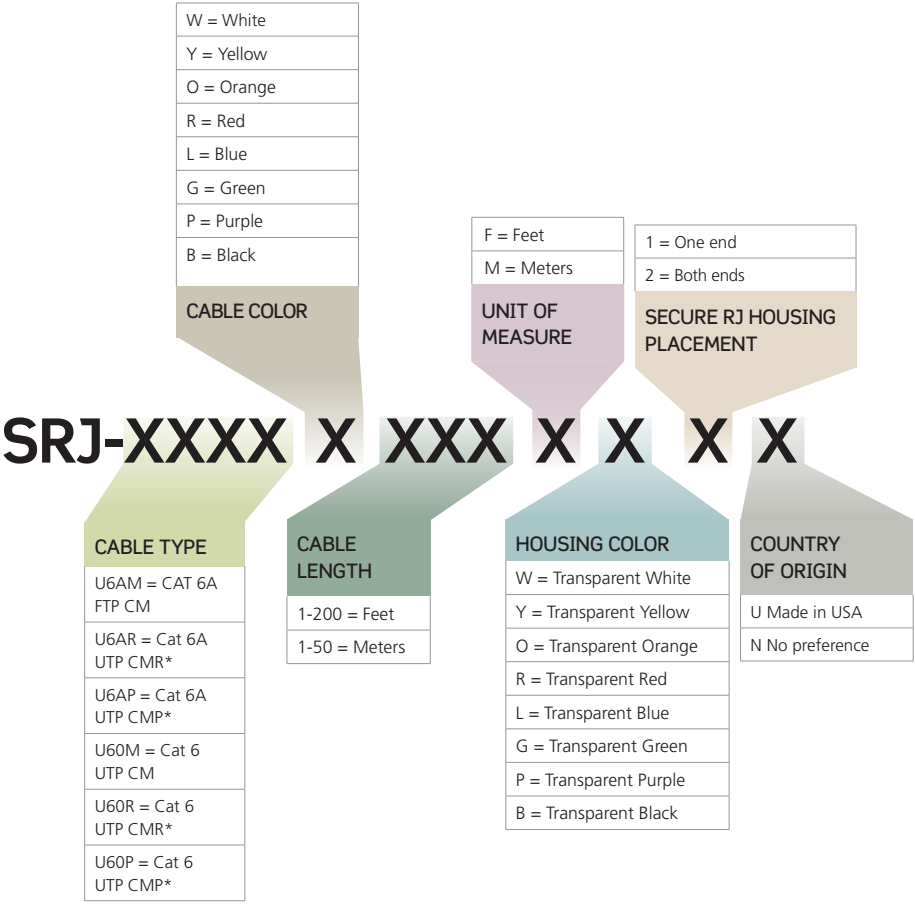 W = White
Y = Yellow
O = Orange
R = Red
L = Blue
G = Green
P = Purple
B = Black
CABLE COLOR
F = Feet
M = Meters
UNIT OF
MEASURE
1 = One end
2 = Both ends
SECURE RJ HOUSING
PLACEMENT
SRJ-XXXX X XXX X X X X
CABLE TYPE
U6AM = CAT 6A
FTP CM
U6AR = Cat 6A
UTP CMR*
U6AP = Cat 6A
UTP CMP*
U60M = Cat 6
UTP CM
U60R = Cat 6
UTP CMR*
U60P = Cat 6
UTP CMP*
CABLE
LENGTH
1-200 = Feet
1-50 = Meters
HOUSING COLOR
W = Transparent White
Y = Transparent Yellow
O = Transparent Orange
R = Transparent Red
L = Transparent Blue
G = Transparent Green
P = Transparent Purple
B = Transparent Black
COUNTRY
OF ORIGIN
U Made in USA
N No preference